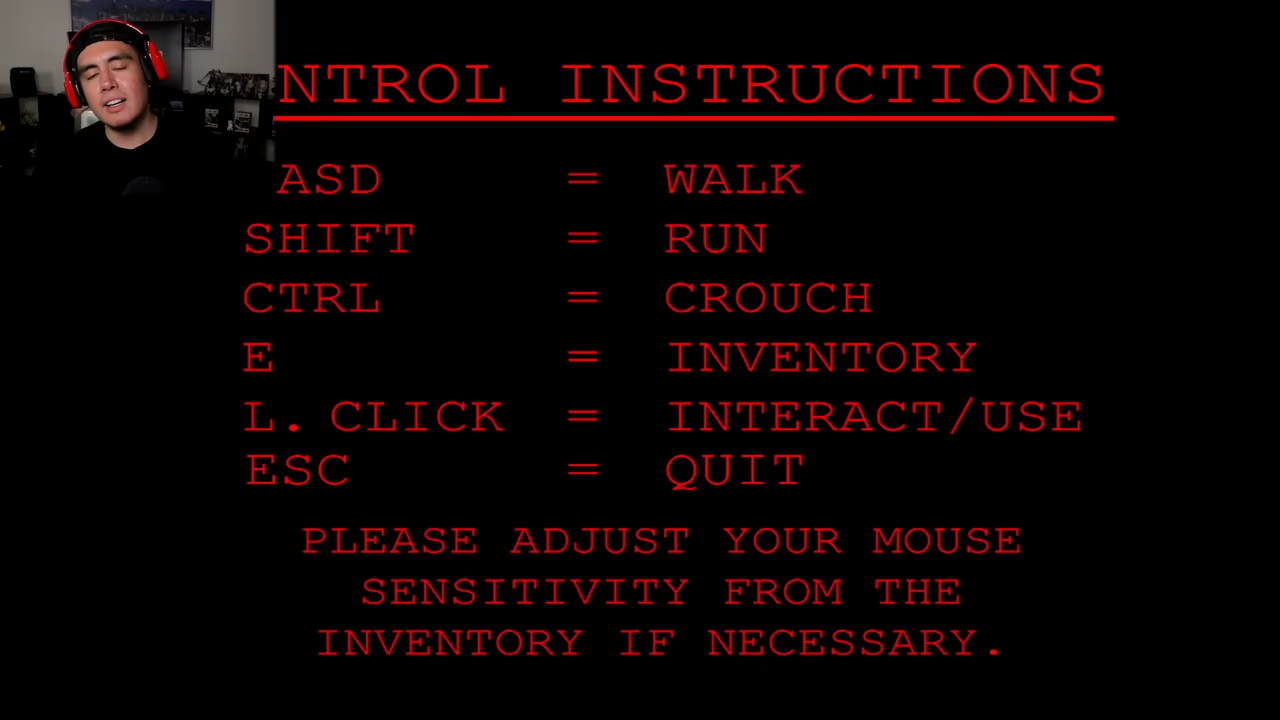 NTROL INSTRUCTIONS
ASD = WALK
SHIFT = RUN
CTRL = CROUCH
E = INVENTORY
L. CLICK = INTERACT/USE
ESC = QUIT
PLEASE ADJUST YOUR MOUSE
SENSITIVITY FROM THE
INVENTORY IF NECESSARY.